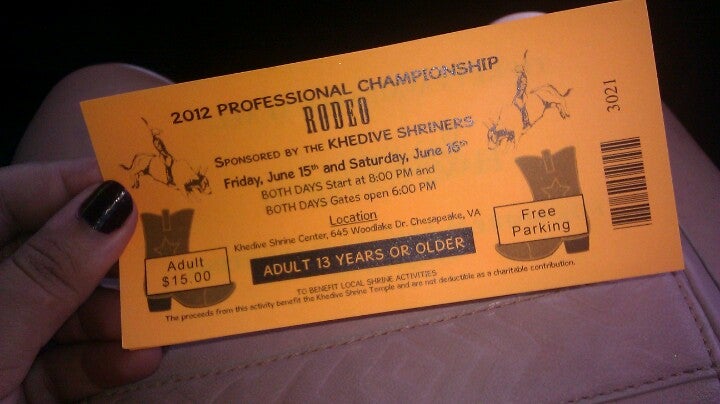 2012 PROFESSIONAL CHAMPIONSHIP
RODEO
SPONSORED BY THE KHEDIVE SHRINERS
Friday, June 15th and Saturday, June 16th
BOTH DAYS Start at 8:00 PM and
BOTH DAYS Gates open 6:00 PM
Location
Khedive Shrine Center, 645 Woodlake Dr. Chesapeake, VA
ADULT 13 YEARS OR OLDER
TO BENEFIT LOCAL SHRINE ACTIVITIES
The proceeds from this activity benefit the Khedive Shrine Temple and are not deductible as a charitable contribution.
Adult
$15.00
Free
Parking
3021